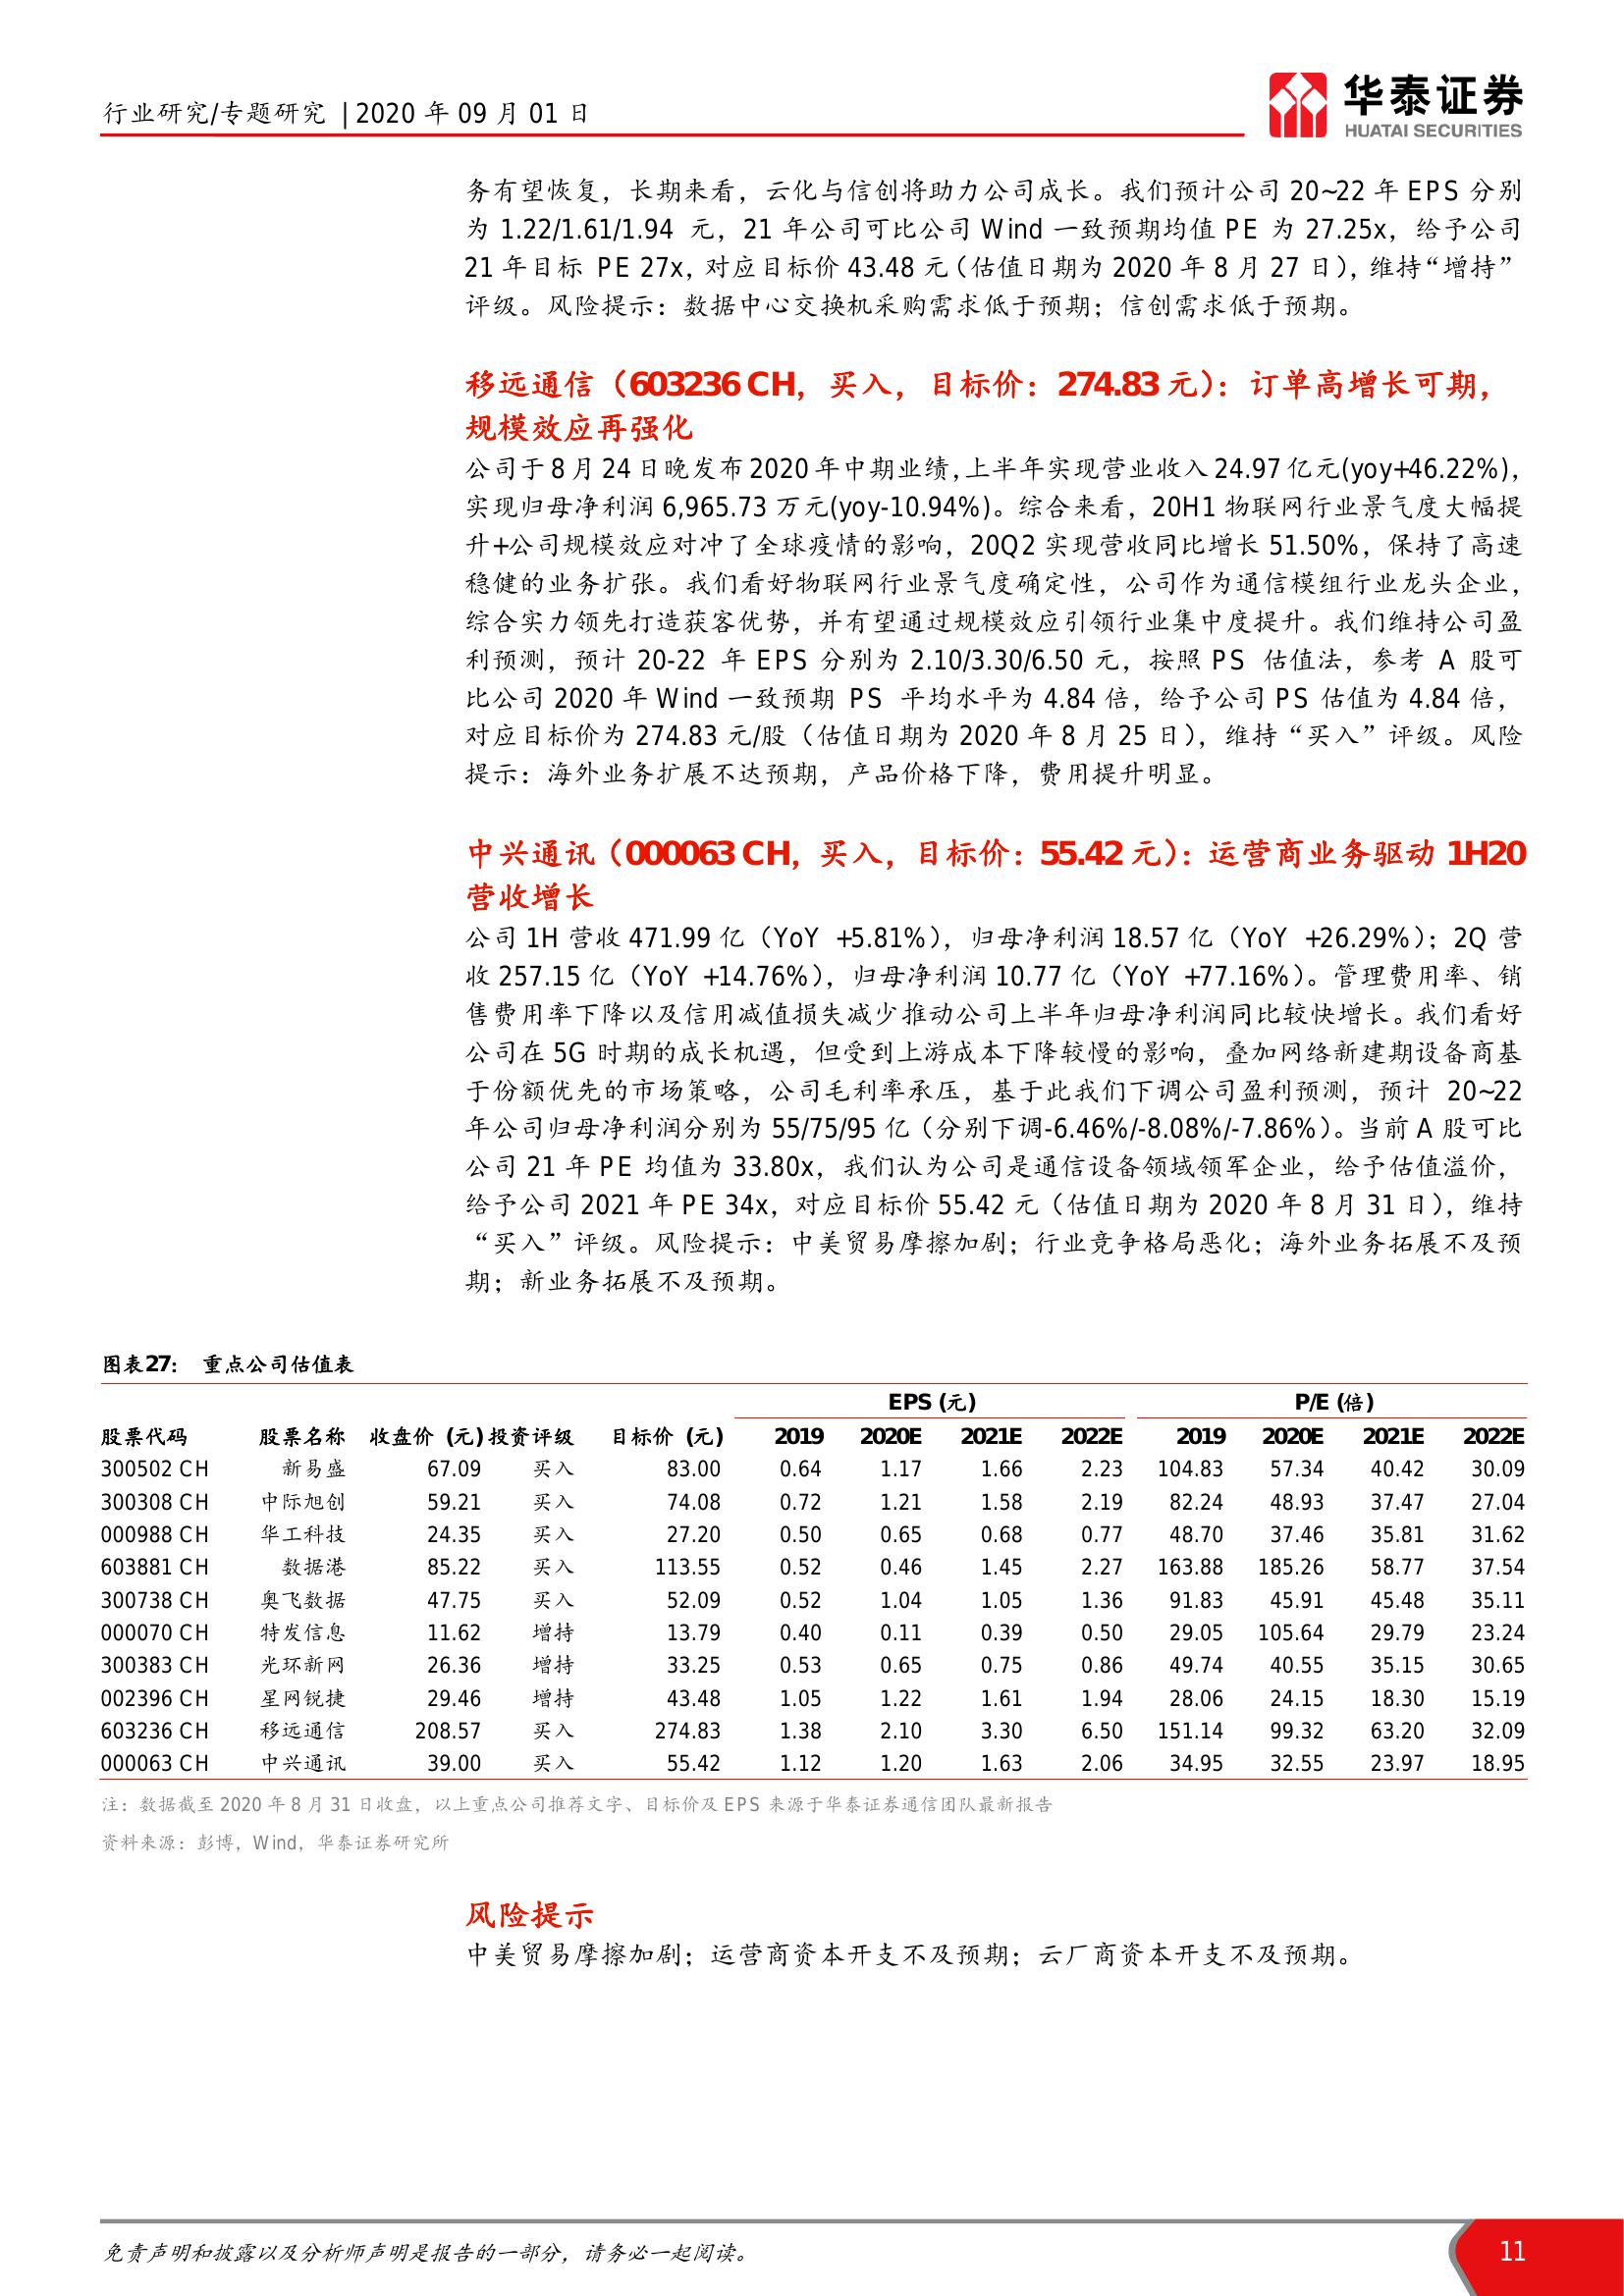 行业研究/专题研究 | 2020 年 09 月 01 日
华泰证券
HUATAI SECURITIES
务有望恢复，长期来看，云化与信创将助力公司成长。我们预计公司 20~22 年 EPS 分别
为 1.22/1.61/1.94 元，21 年公司可比公司 Wind 一致预期均值 PE 为 27.25x，给予公司
21 年目标 PE 27x，对应目标价 43.48 元（估值日期为 2020 年 8 月 27 日），维持“增持”
评级。风险提示：数据中心交换机采购需求低于预期；信创需求低于预期。
移远通信（603236 CH，买入，目标价：274.83 元）：订单高增长可期，
规模效应再强化
公司于 8 月 24 日晚发布 2020 年中期业绩，上半年实现营业收入 24.97 亿元(yoy+46.22%)，
实现归母净利润 6,965.73 万元(yoy-10.94%)。综合来看，20H1 物联网行业景气度大幅提
升+公司规模效应对冲了全球疫情的影响，20Q2 实现营收同比增长 51.50%，保持了高速
稳健的业务扩张。我们看好物联网行业景气度确定性，公司作为通信模组行业龙头企业，
综合实力领先打造获客优势，并有望通过规模效应引领行业集中度提升。我们维持公司盈
利预测，预计 20-22 年 EPS 分别为 2.10/3.30/6.50 元，按照 PS 估值法，参考 A 股可
比公司 2020 年 Wind 一致预期 PS 平均水平为 4.84 倍，给予公司 PS 估值为 4.84 倍，
对应目标价为 274.83 元/股（估值日期为 2020 年 8 月 25 日），维持“买入”评级。风险
提示：海外业务扩展不达预期，产品价格下降，费用提升明显。
中兴通讯（000063 CH，买入，目标价：55.42 元）：运营商业务驱动 1H20
营收增长
公司 1H 营收 471.99 亿（YoY +5.81%），归母净利润 18.57 亿（YoY +26.29%）；2Q 营
收 257.15 亿（YoY +14.76%），归母净利润 10.77 亿（YoY +77.16%）。管理费用率、销
售费用率下降以及信用减值损失减少推动公司上半年归母净利润同比较快增长。我们看好
公司在 5G 时期的成长机遇，但受到上游成本下降较慢的影响，叠加网络新建期设备商基
于份额优先的市场策略，公司毛利率承压，基于此我们下调公司盈利预测，预计 20~22
年公司归母净利润分别为 55/75/95 亿（分别下调-6.46%/-8.08%/-7.86%）。当前 A 股可比
公司 21 年 PE 均值为 33.80x，我们认为公司是通信设备领域领军企业，给予估值溢价，
给予公司 2021 年 PE 34x，对应目标价 55.42 元（估值日期为 2020 年 8 月 31 日），维持
“买入”评级。风险提示：中美贸易摩擦加剧；行业竞争格局恶化；海外业务拓展不及预
期；新业务拓展不及预期。
图表27： 重点公司估值表
EPS (元) P/E (倍)
股票代码 股票名称 收盘价 (元) 投资评级 目标价 (元) 2019 2020E 2021E 2022E 2019 2020E 2021E 2022E
300502 CH 新易盛 67.09 买入 83.00 0.64 1.17 1.66 2.23 104.83 57.34 40.42 30.09
300308 CH 中际旭创 59.21 买入 74.08 0.72 1.21 1.58 2.19 82.24 48.93 37.47 27.04
000988 CH 华工科技 24.35 买入 27.20 0.50 0.65 0.68 0.77 48.70 37.46 35.81 31.62
603881 CH 数据港 85.22 买入 113.55 0.52 0.46 1.45 2.27 163.88 185.26 58.77 37.54
300738 CH 奥飞数据 47.75 买入 52.09 0.52 1.04 1.05 1.36 91.83 45.91 45.48 35.11
000070 CH 特发信息 11.62 增持 13.79 0.40 0.11 0.39 0.50 29.05 105.64 29.79 23.24
300383 CH 光环新网 26.36 增持 33.25 0.53 0.65 0.75 0.86 49.74 40.55 35.15 30.65
002396 CH 星网锐捷 29.46 增持 43.48 1.05 1.22 1.61 1.94 28.06 24.15 18.30 15.19
603236 CH 移远通信 208.57 买入 274.83 1.38 2.10 3.30 6.50 151.14 99.32 63.20 32.09
000063 CH 中兴通讯 39.00 买入 55.42 1.12 1.20 1.63 2.06 34.95 32.55 23.97 18.95
注：数据截至 2020 年 8 月 31 日收盘，以上重点公司推荐文字、目标价及 EPS 来源于华泰证券通信团队最新报告
资料来源：彭博，Wind，华泰证券研究所
风险提示
中美贸易摩擦加剧；运营商资本开支不及预期；云厂商资本开支不及预期。
免责声明和披露以及分析师声明是报告的一部分，请务必一起阅读。
11